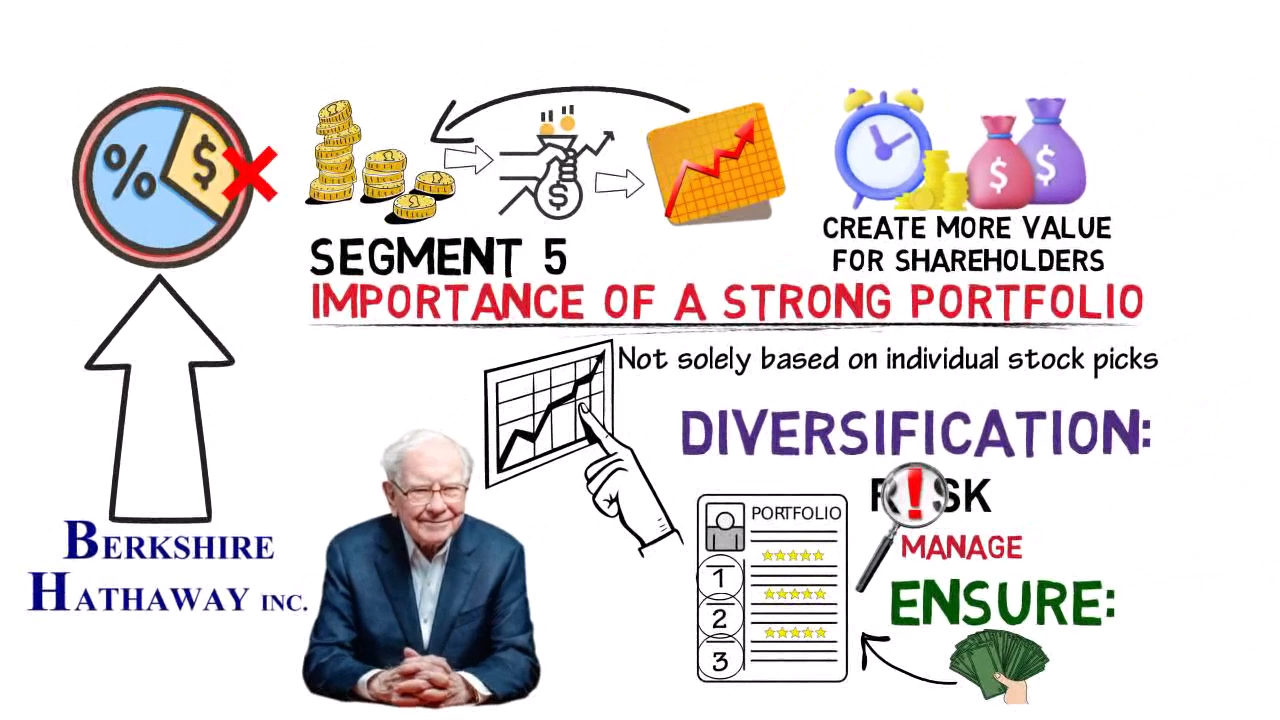 %
$
$
$
$
CREATE MORE VALUE
FOR SHAREHOLDERS
SEGMENT 5
IMPORTANCE OF A STRONG PORTFOLIO
Not solely based on individual stock picks
DIVERSIFICATION:
PORTFOLIO
1
2
3
MANAGE
ENSURE:
BERKSHIRE
HATHAWAY INC.